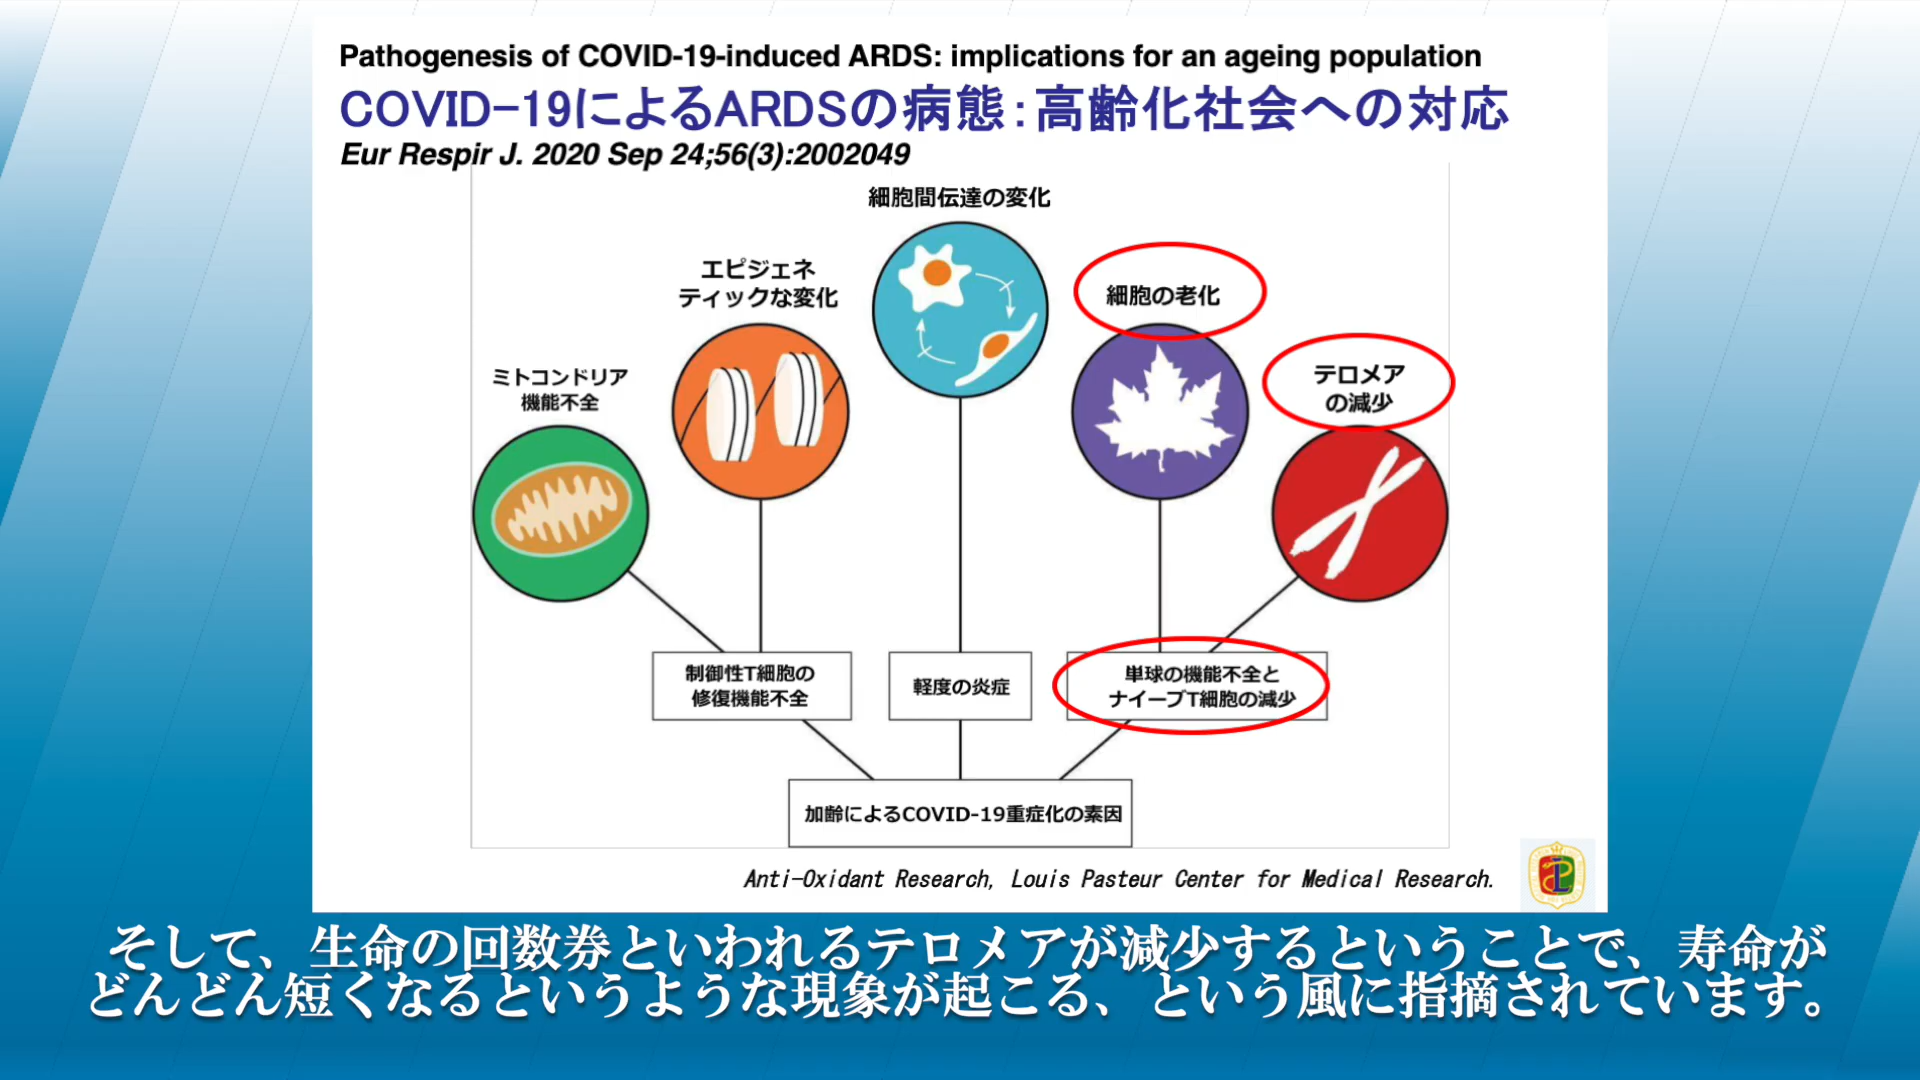 Pathogenesis of COVID-19-induced ARDS: implications for an ageing population
COVID-19によるARDSの病態：高齢化社会への対応
Eur Respir J. 2020 Sep 24;56(3):2002049
細胞間伝達の変化
エピジェネ
ティックな変化
細胞の老化
ミトコンドリア
機能不全
テロメア
の減少
制御性T細胞の
修復機能不全
軽度の炎症
単球の機能不全と
ナイーブT細胞の減少
加齢によるCOVID-19重症化の素因
Anti-Oxidant Research, Louis Pasteur Center for Medical Research.
そして、生命の回数券といわれるテロメアが減少するということで、寿命が
どんどん短くなるというような現象が起こる、という風に指摘されています。